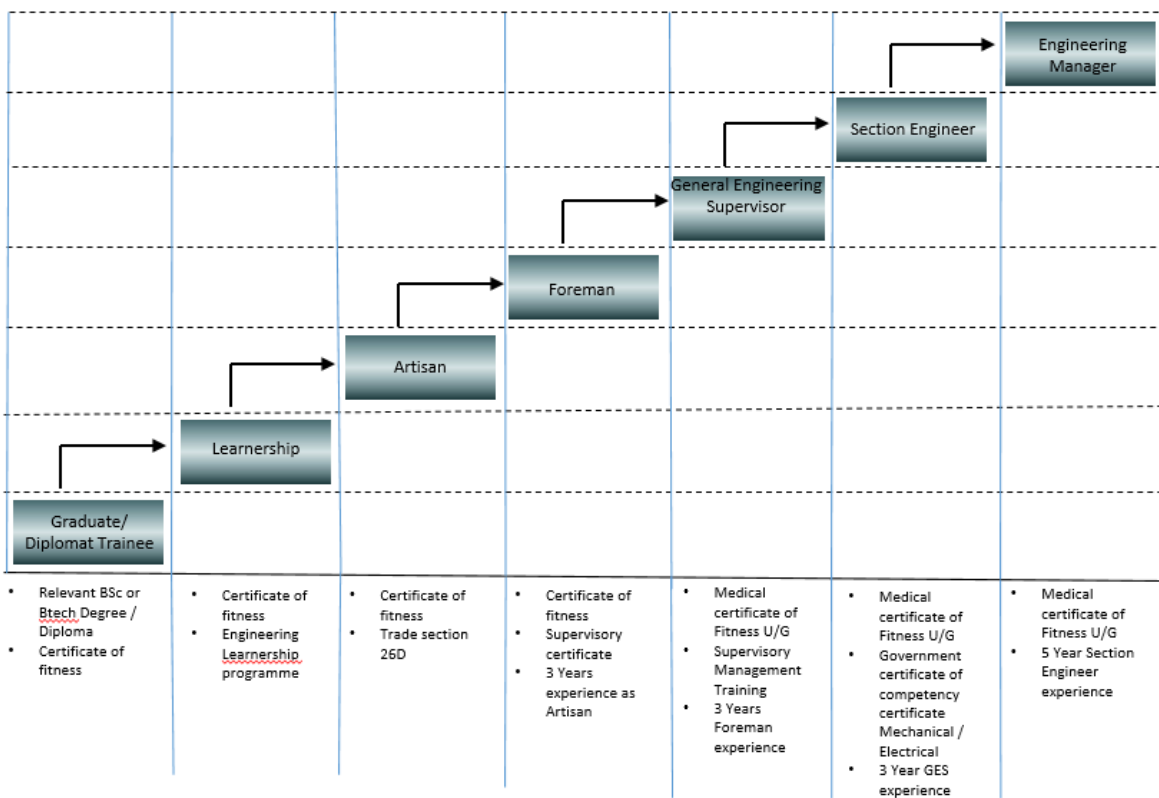 Engineering
Manager
Section Engineer
General Engineering
Supervisor
Foreman
Artisan
Learnership
Graduate/
Diplomat Trainee
• Relevant BSc or
Btech Degree /
Diploma
• Certificate of
fitness
• Certificate of
fitness
• Engineering
Learnership
programme
• Certificate of
fitness
• Trade section
26D
• Certificate of
fitness
• Supervisory
certificate
• 3 Years
experience as
Artisan
• Medical
certificate of
Fitness U/G
• Supervisory
Management
Training
• 3 Years
Foreman
experience
• Medical
certificate of
Fitness U/G
• Government
certificate of
competency
certificate
Mechanical /
Electrical
• 3 Year GES
experience
• Medical
certificate of
Fitness U/G
• 5 Year Section
Engineer
experience